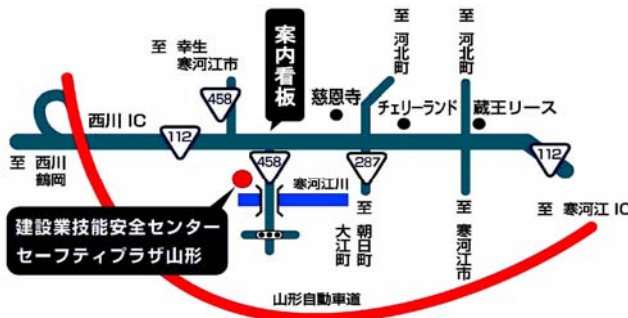 至 幸生
寒河江市
458
案内看板
至 河北町
至 河北町
慈恩寺
チェリーランド
蔵王リース
西川 IC
112
至 西川
鶴岡
458
287
112
寒河江川
至 朝日町
大江町
至 寒河江市
至 寒河江 IC
建設業技能安全センター
セーフティプラザ山形
山形自動車道